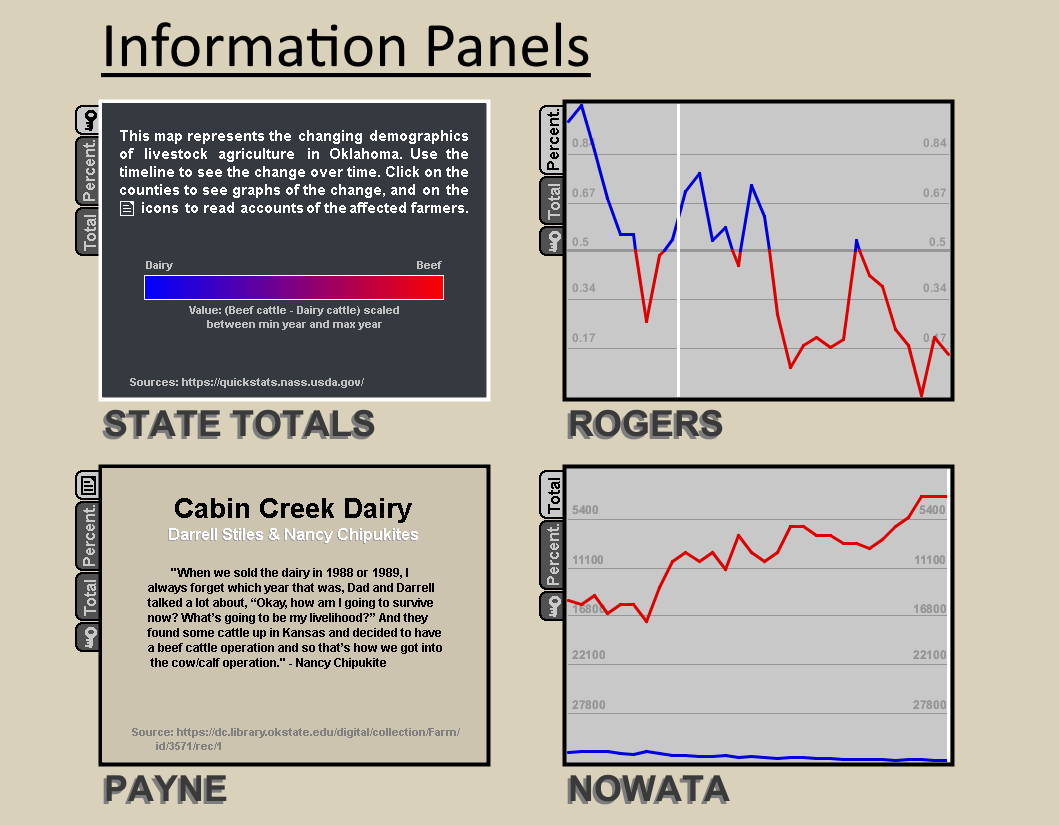 Information Panels
Percent.
Total
This map represents the changing demographics
of livestock agriculture in Oklahoma. Use the
timeline to see the change over time. Click on the
counties to see graphs of the change, and on the
icons to read accounts of the affected farmers.
Dairy Beef
Value: (Beef cattle - Dairy cattle) scaled
between min year and max year
Sources: https://quickstats.nass.usda.gov/
STATE TOTALS
Percent.
Total
0.84 0.84
0.67 0.67
0.5 0.5
0.34 0.34
0.17 0.17
ROGERS
Percent.
Total
Cabin Creek Dairy
Darrell Stiles & Nancy Chipukites
"When we sold the dairy in 1988 or 1989, I
always forget which year that was, Dad and Darrell
talked a lot about, “Okay, how am I going to survive
now? What's going to be my livelihood?” And they
found some cattle up in Kansas and decided to have
a beef cattle operation and so that's how we got into
the cow/calf operation." - Nancy Chipukite
Source: https://dc.library.okstate.edu/digital/collection/Farm/
id/3571/rec/1
PAYNE
Total
Percent.
5400 5400
11100 11100
16800 16800
22100 22100
27800 27800
NOWATA